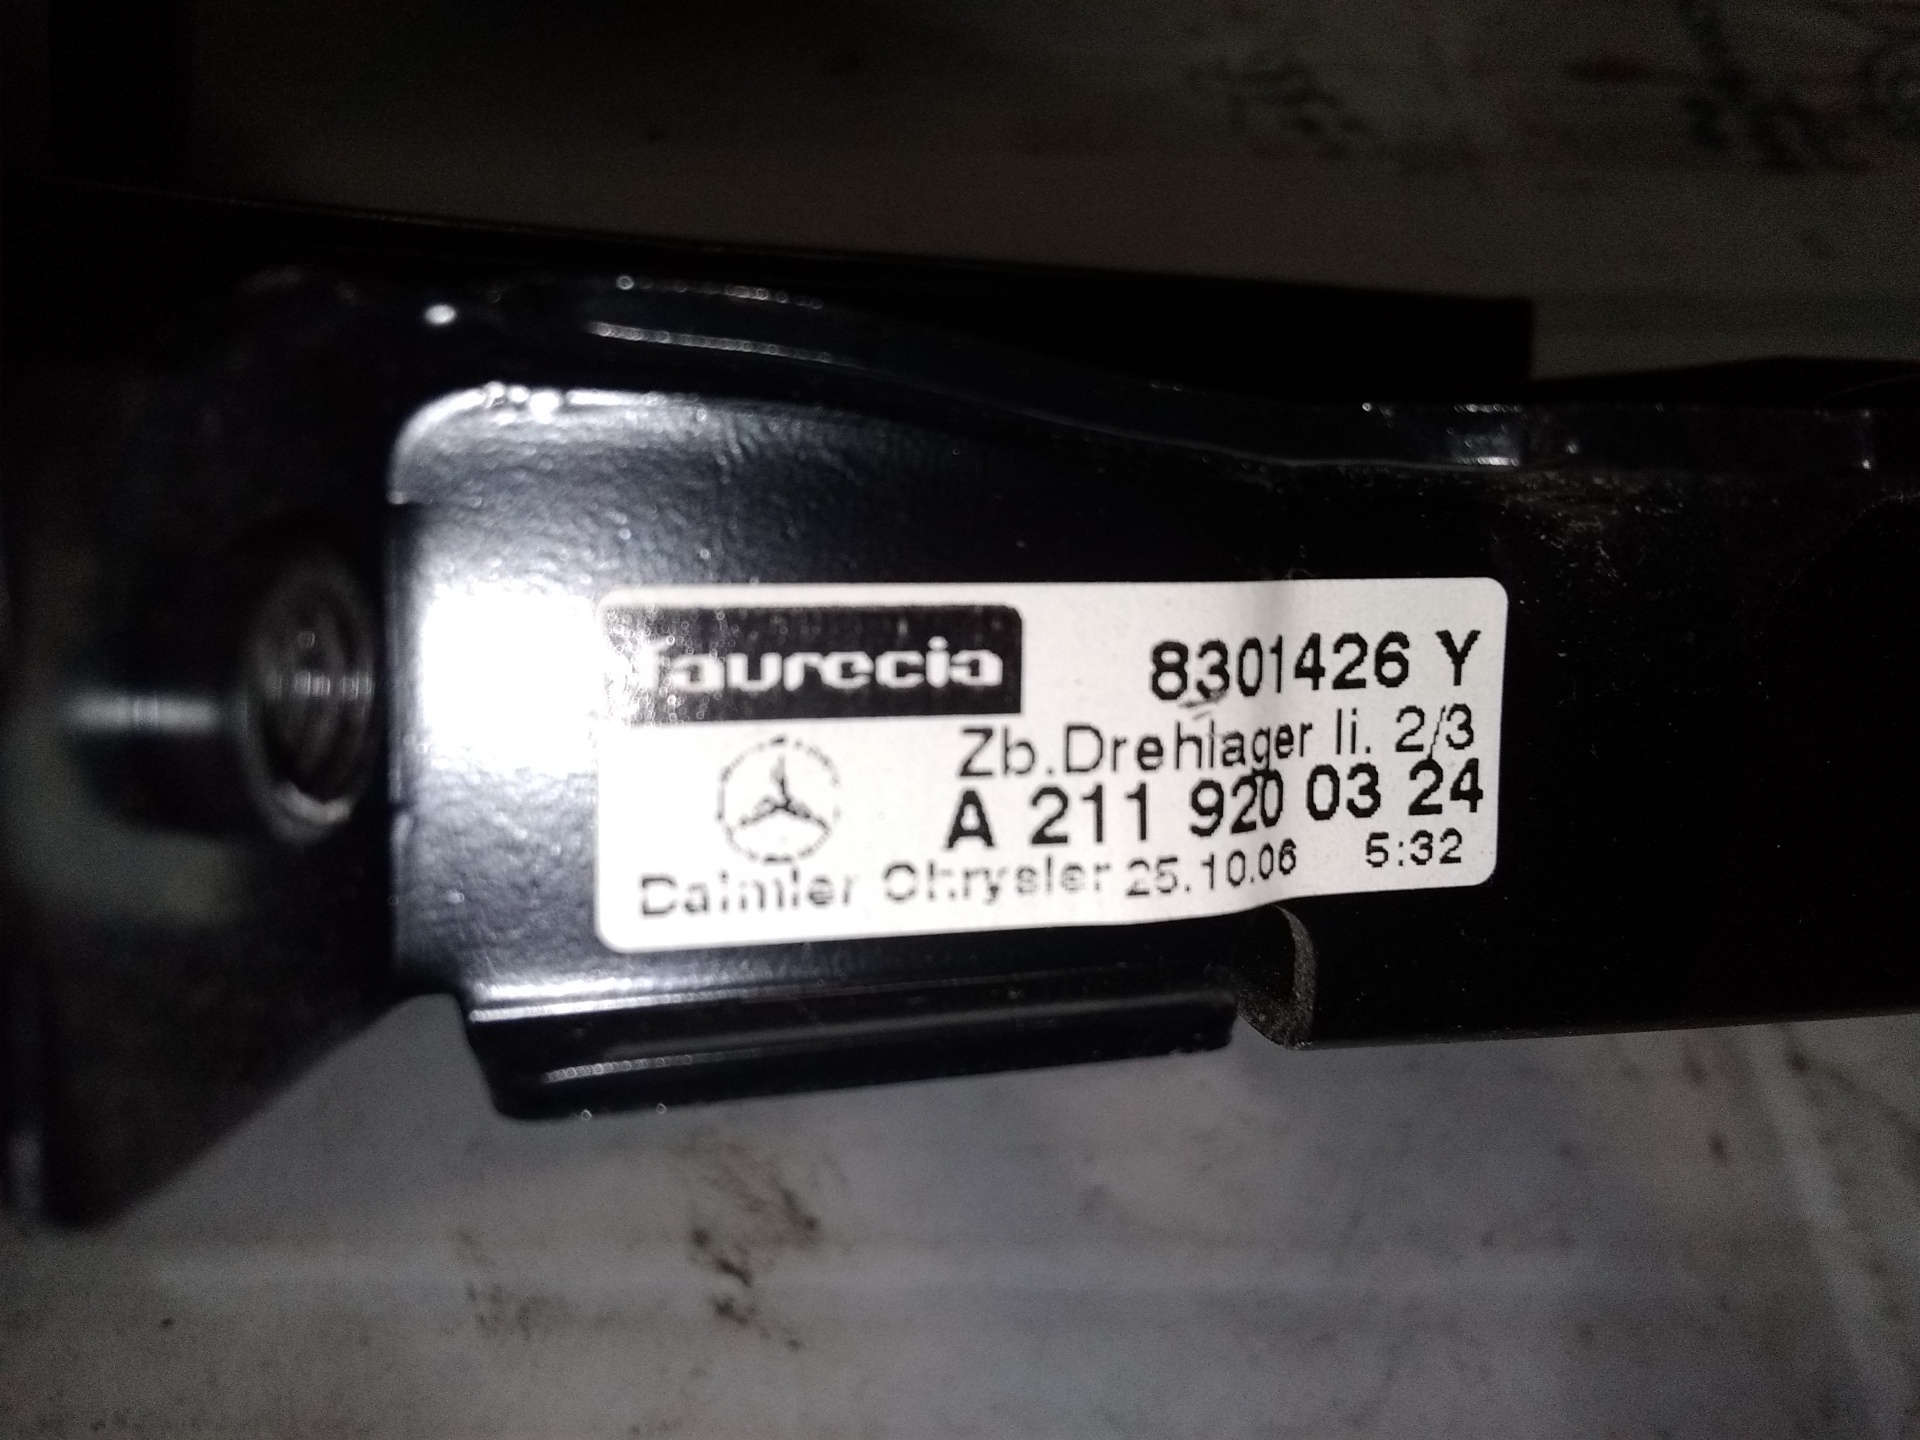 faurecia 8301426 Y
Zb.Drehlager li. 2/3
A 211 920 03 24
Daimler Chrysler 25.10.06 5:32